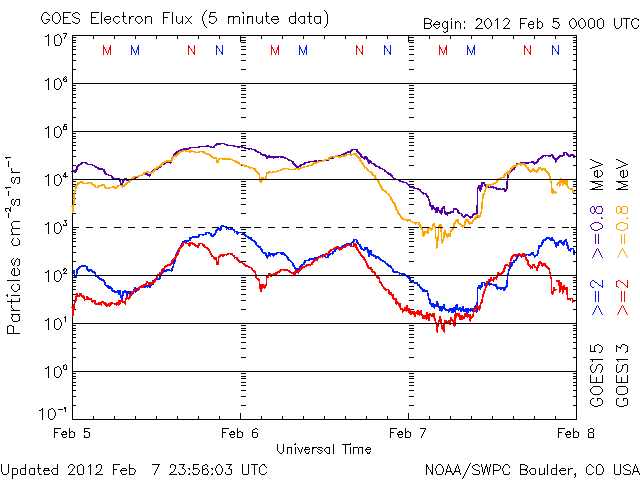 GOES Electron Flux (5 minute data)
Begin: 2012 Feb 5 0000 UTC
10⁷
M M N N M M N N M M N N
10⁶
10⁵
10⁴
10³
10²
10¹
10⁰
10⁻¹
Particles cm⁻²s⁻¹sr⁻¹
GOES15 >=2 >=0.8 MeV
GOES13 >=2 >=0.8 MeV
Feb 5 Feb 6 Feb 7 Feb 8
Universal Time
Updated 2012 Feb 7 23:56:03 UTC
NOAA/SWPC Boulder, CO USA